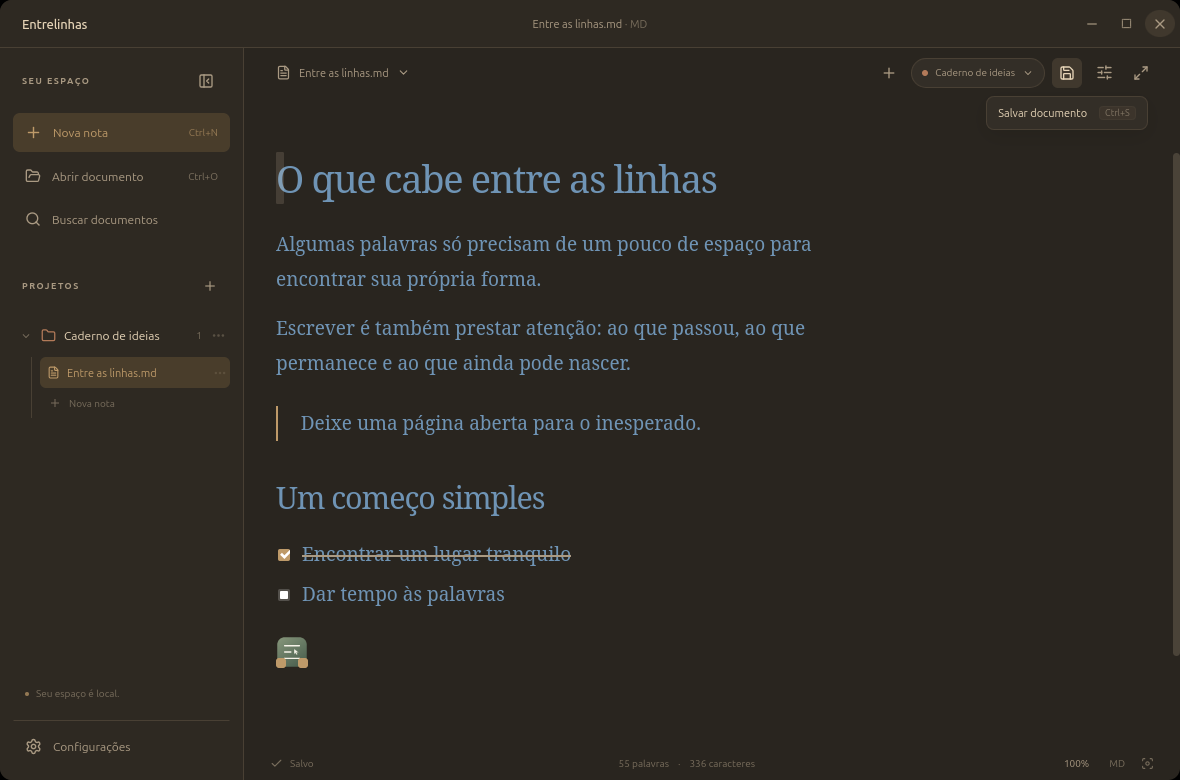 Entrelinhas
Entre as linhas.md · MD
SEU ESPAÇO
Nova nota Ctrl+N
Abrir documento Ctrl+O
Buscar documentos
PROJETOS
Caderno de ideias 1
Entre as linhas.md
Nova nota
Seu espaço é local.
Configurações
Entre as linhas.md
Caderno de ideias
Salvar documento Ctrl+S
O que cabe entre as linhas
Algumas palavras só precisam de um pouco de espaço para
encontrar sua própria forma.
Escrever é também prestar atenção: ao que passou, ao que
permanece e ao que ainda pode nascer.
Deixe uma página aberta para o inesperado.
Um começo simples
Encontrar um lugar tranquilo
Dar tempo às palavras
Salvo
55 palavras · 336 caracteres
100% MD